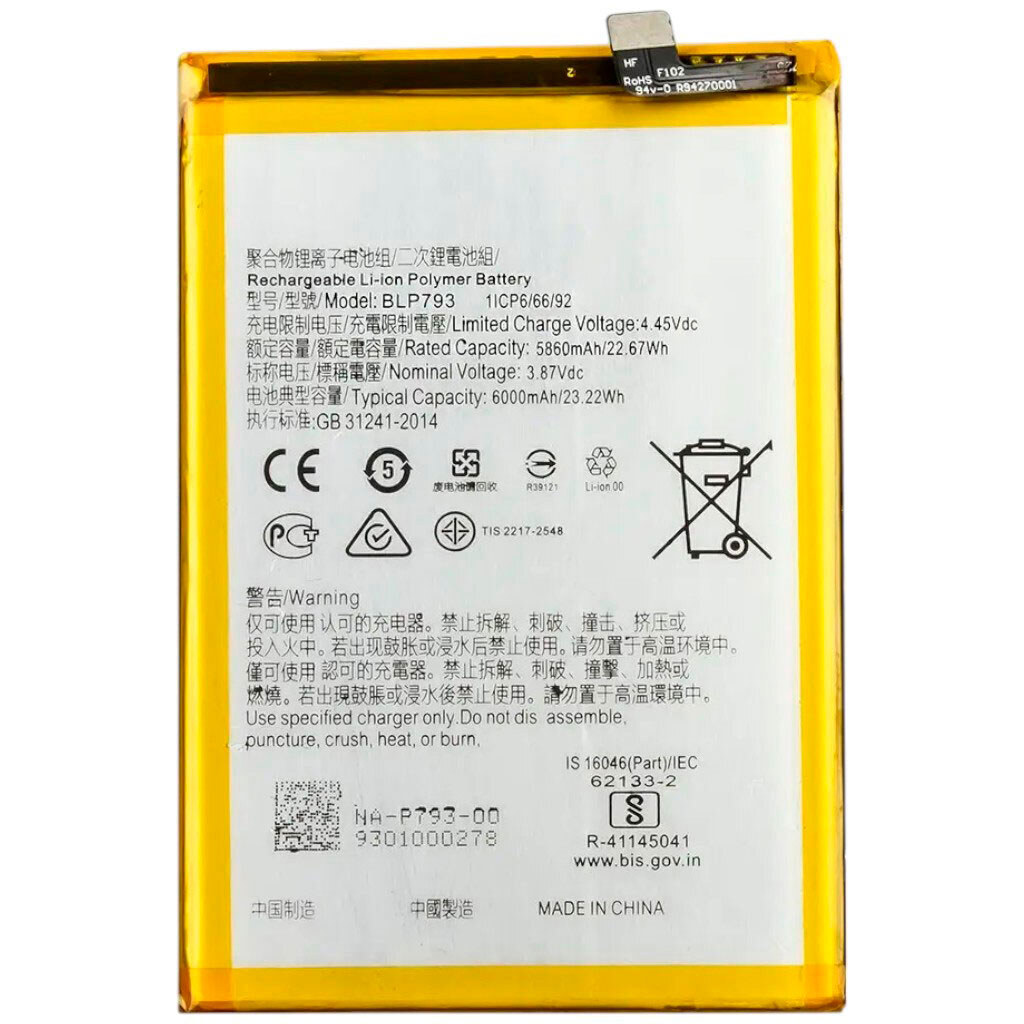 2
HF
RoHS F102
94v-0 R94270001
聚合物锂离子电池组/二次鋰電池組/
Rechargeable Li-ion Polymer Battery
型号/型號/Model: BLP793 1ICP6/66/92
充电限制电压/充電限制電壓/Limited Charge Voltage:4.45Vdc
额定容量/額定電容量/Rated Capacity: 5860mAh/22.67Wh
标称电压/標稱電壓/Nominal Voltage: 3.87Vdc
电池典型容量/Typical Capacity: 6000mAh/23.22Wh
执行标准:GB 31241-2014
CE
5
废电池請回收
R39121
Li-ion 00
TIS 2217-2548
警告/Warning
仅可使用 认可的充电器。禁止拆解、刺破、撞击、挤压或
投入火中。若出现鼓胀或浸水后禁止使用。请勿置于高温环境中。
僅可使用 認可的充電器。禁止拆解、刺破、撞擊、加熱或
燃燒。若出現鼓脹或浸水後禁止使用。請勿置于高温環境中。
Use specified charger only.Do not dis assemble,
puncture, crush, heat, or burn,
IS 16046(Part)/IEC
62133-2
R-41145041
www.bis.gov.in
NA-P793-00
9301000278
中国制造 中國製造 MADE IN CHINA